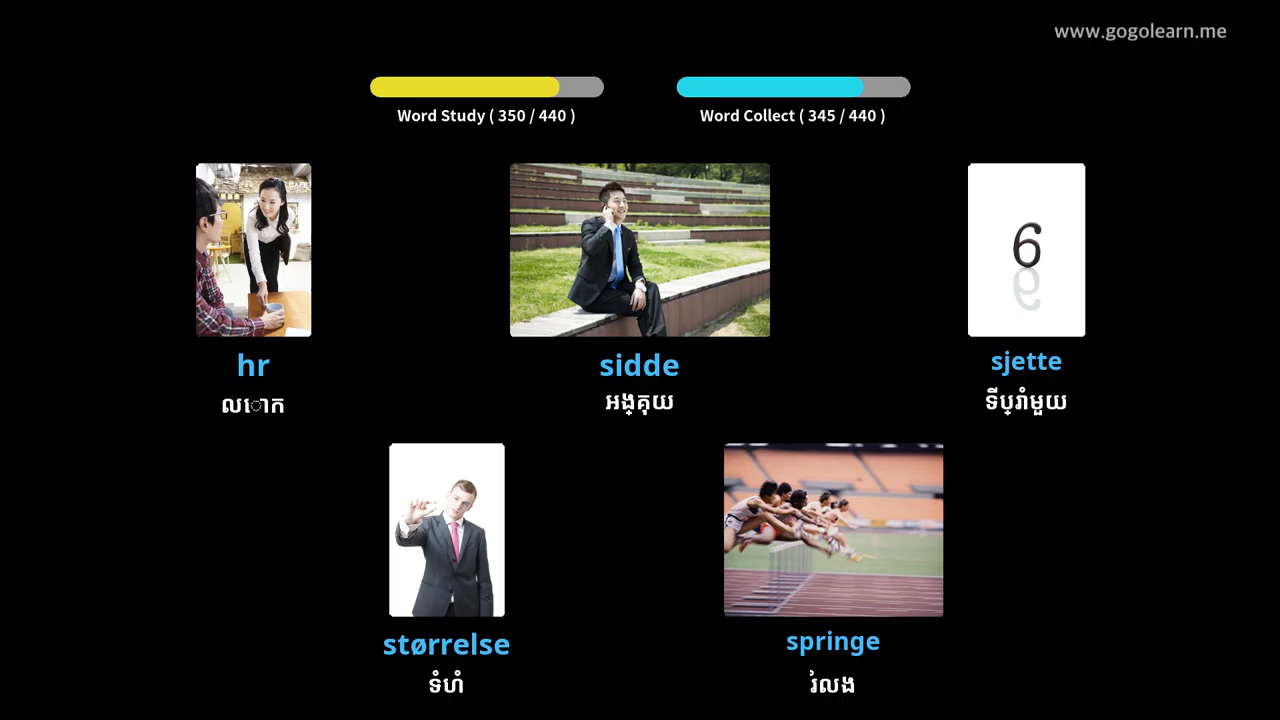 www.gogolearn.me
Word Study ( 350 / 440 )
Word Collect ( 345 / 440 )
6
hr
លោក
sidde
អង្គុយ
sjette
ទីប្រាំមួយ
størrelse
ទំហំ
springe
រំលង